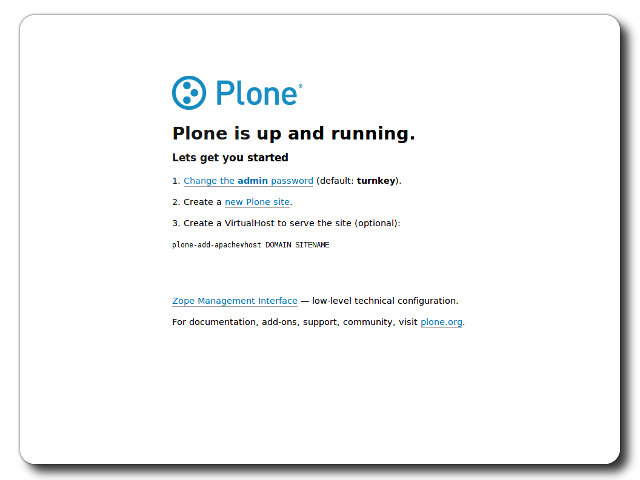 Plone®
Plone is up and running.
Lets get you started
1. Change the admin password (default: turnkey).
2. Create a new Plone site.
3. Create a VirtualHost to serve the site (optional):
plone-add-apachevhost DOMAIN SITENAME
Zope Management Interface — low-level technical configuration.
For documentation, add-ons, support, community, visit plone.org.